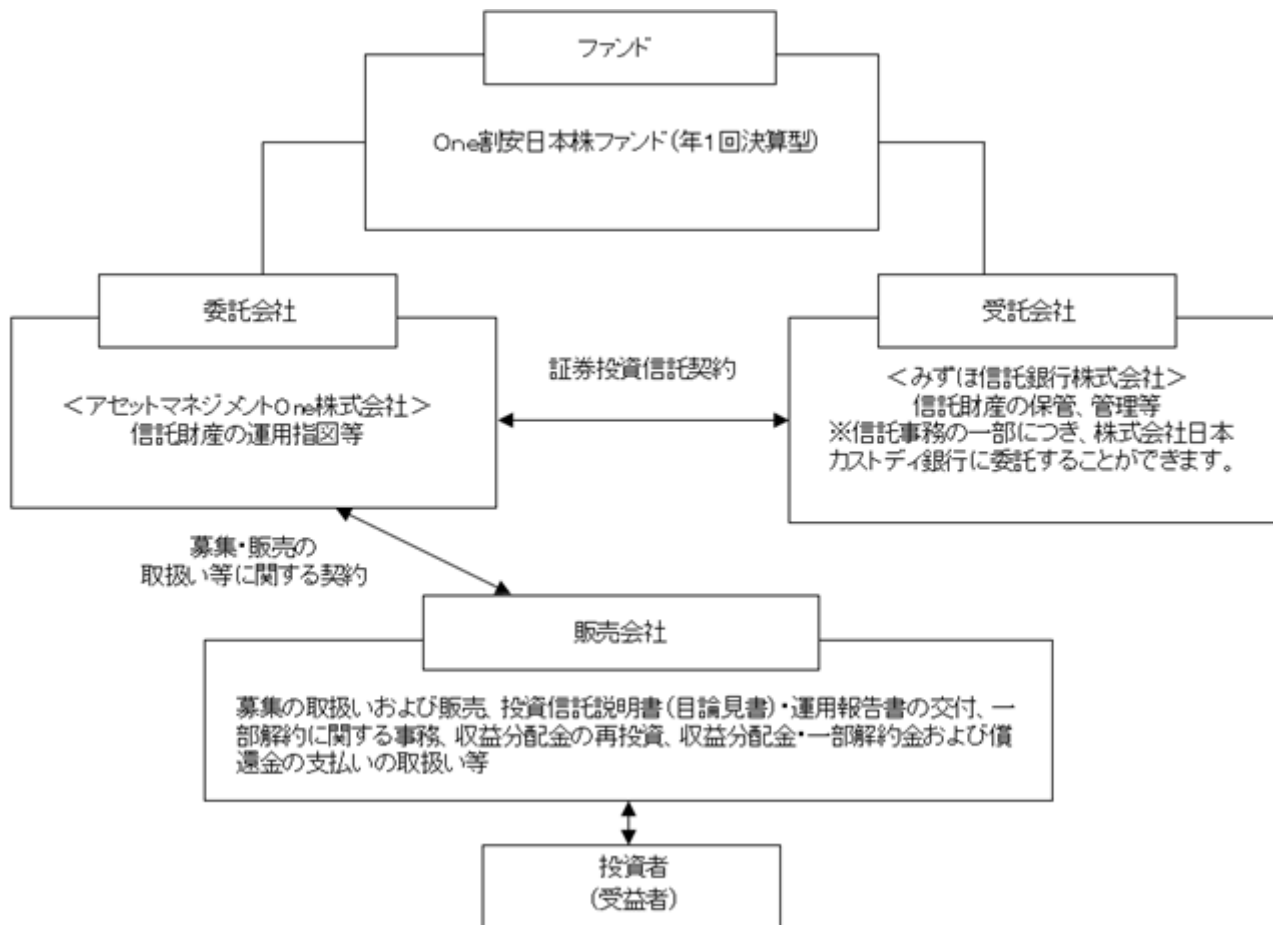 ファンド
One割安日本株ファンド(年1回決算型)
委託会社
受託会社
<アセットマネジメントOne株式会社>
信託財産の運用指図等
証券投資信託契約
<みずほ信託銀行株式会社>
信託財産の保管、管理等
※信託事務の一部につき、株式会社日本
カストディ銀行に委託することができます。
募集・販売の
取扱い等に関する契約
販売会社
募集の取扱いおよび販売、投資信託説明書(目論見書)・運用報告書の交付、一
部解約に関する事務、収益分配金の再投資、収益分配金・一部解約金および償
還金の支払いの取扱い等
投資者
(受益者)